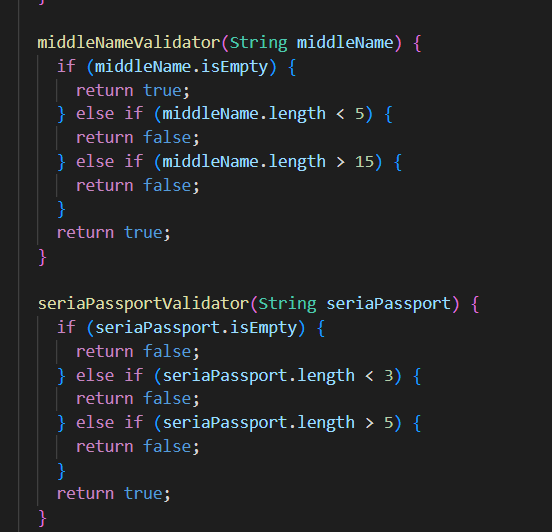 }
middleNameValidator(String middleName) {
if (middleName.isEmpty) {
return true;
} else if (middleName.length < 5) {
return false;
} else if (middleName.length > 15) {
return false;
}
return true;
}
seriaPassportValidator(String seriaPassport) {
if (seriaPassport.isEmpty) {
return false;
} else if (seriaPassport.length < 3) {
return false;
} else if (seriaPassport.length > 5) {
return false;
}
return true;
}